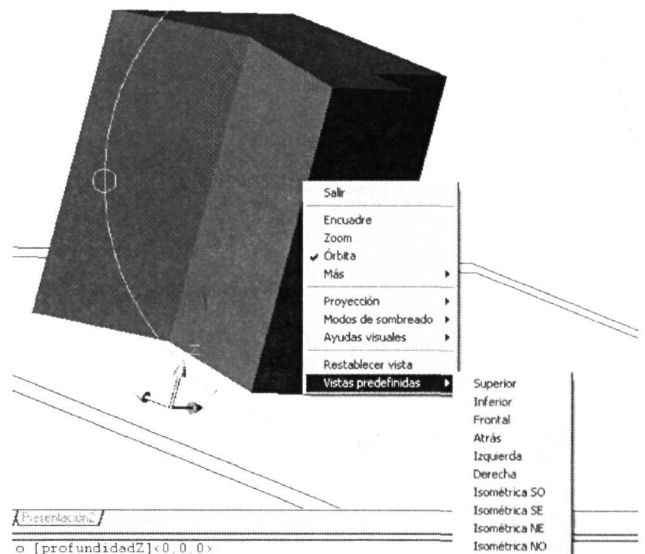 Salir
Encuadre
Zoom
Órbita
Más
Proyección
Modos de sombreado
Ayudas visuales
Restablecer vista
Vistas predefinidas
Superior
Inferior
Frontal
Atrás
Izquierda
Derecha
Isométrica SO
Isométrica SE
Isométrica NE
Isométrica NO
Presentación2
o [profundidadZ]<0,0,0>